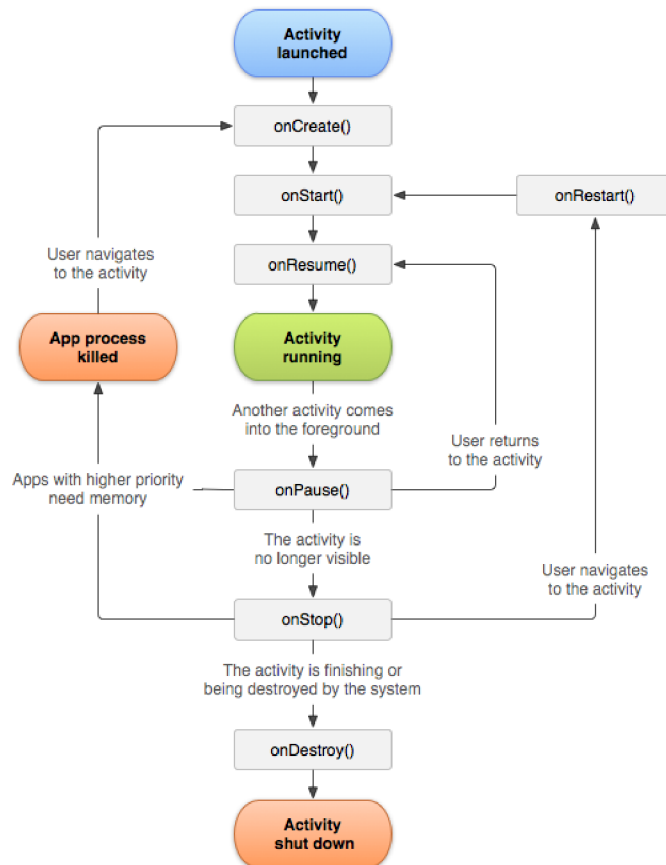 Activity
launched
onCreate()
onStart()
onRestart()
User navigates
to the activity
onResume()
App process
killed
Activity
running
Another activity comes
into the foreground
User returns
to the activity
Apps with higher priority
need memory
onPause()
The activity is
no longer visible
User navigates
to the activity
onStop()
The activity is finishing or
being destroyed by the system
onDestroy()
Activity
shut down